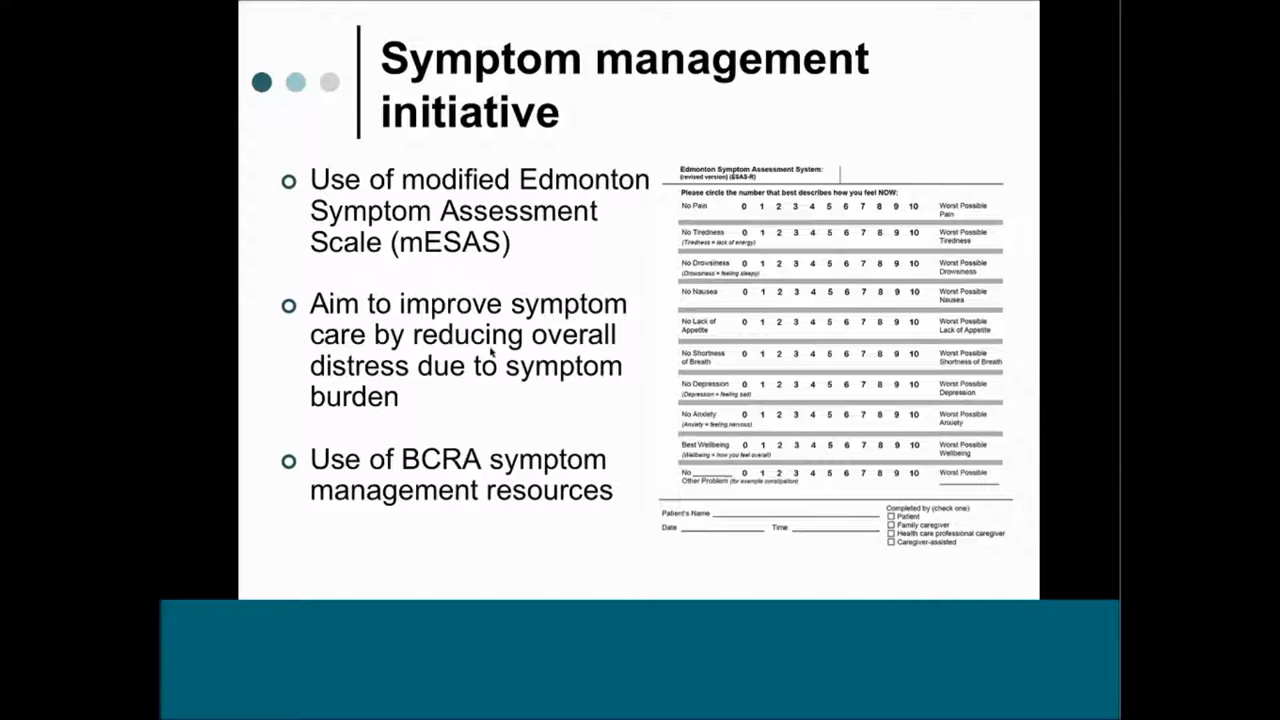 Symptom management
initiative
Use of modified Edmonton
Symptom Assessment
Scale (mESAS)
Aim to improve symptom
care by reducing overall
distress due to symptom
burden
Use of BCRA symptom
management resources
Edmonton Symptom Assessment System:
(revised version) (ESAS-R)
Please circle the number that best describes how you feel NOW:
No Pain 0 1 2 3 4 5 6 7 8 9 10 Worst Possible
Pain
No Tiredness 0 1 2 3 4 5 6 7 8 9 10 Worst Possible
(Tiredness = lack of energy) Tiredness
No Drowsiness 0 1 2 3 4 5 6 7 8 9 10 Worst Possible
(Drowsiness = feeling sleepy) Drowsiness
No Nausea 0 1 2 3 4 5 6 7 8 9 10 Worst Possible
Nausea
No Lack of 0 1 2 3 4 5 6 7 8 9 10 Worst Possible
Appetite Lack of Appetite
No Shortness 0 1 2 3 4 5 6 7 8 9 10 Worst Possible
of Breath Shortness of Breath
No Depression 0 1 2 3 4 5 6 7 8 9 10 Worst Possible
(Depression = feeling sad) Depression
No Anxiety 0 1 2 3 4 5 6 7 8 9 10 Worst Possible
(Anxiety = feeling nervous) Anxiety
Best Wellbeing 0 1 2 3 4 5 6 7 8 9 10 Worst Possible
(Wellbeing = how you feel overall) Wellbeing
No ________ 0 1 2 3 4 5 6 7 8 9 10 Worst Possible
Other Problem (for example constipation) ________
Patient's Name ________
Date ________ Time ________
Completed by (check one)
Patient
Family caregiver
Health care professional caregiver
Caregiver-assisted